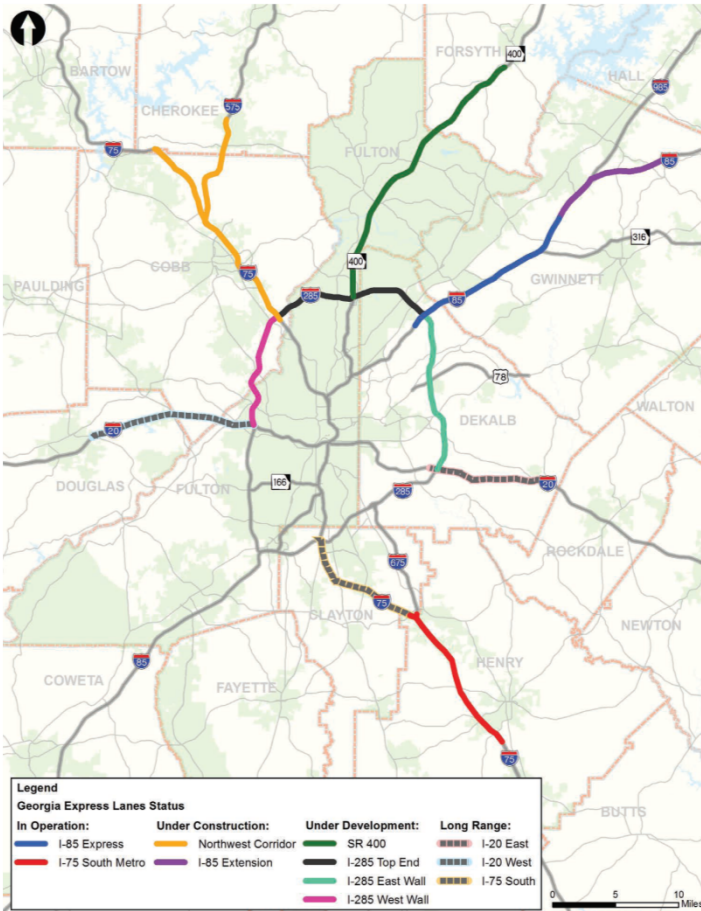 400
FORSYTH
BARTOW
HALL
985
CHEROKEE
575
75
FULTON
85
316
COBB
75
400
GWINNETT
PAULDING
285
85
78
WALTON
DEKALB
20
166
DOUGLAS
FULTON
285
20
ROCKDALE
675
75
CLAYTON
NEWTON
85
HENRY
COWETA
FAYETTE
75
BUTTS
Legend
Georgia Express Lanes Status
In Operation:
I-85 Express
I-75 South Metro
Under Construction:
Northwest Corridor
I-85 Extension
Under Development:
SR 400
I-285 Top End
I-285 East Wall
I-285 West Wall
Long Range:
I-20 East
I-20 West
I-75 South
0 5 10
Miles